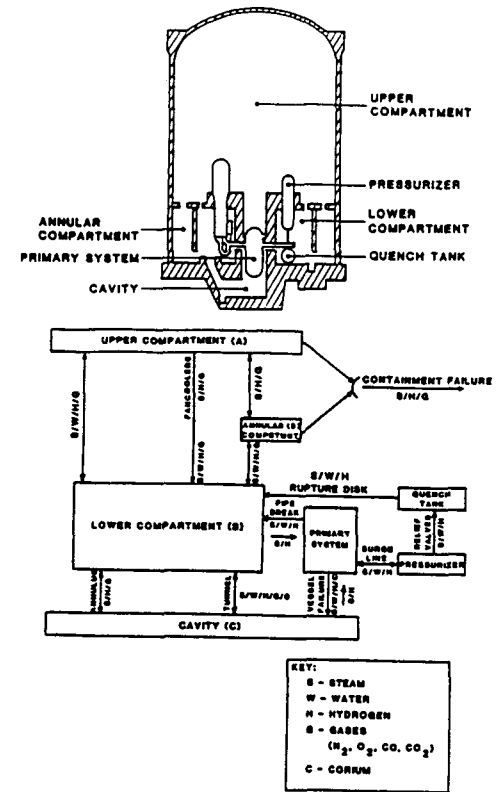 UPPER
COMPARTMENT
PRESSURIZER
LOWER
COMPARTMENT
ANNULAR
COMPARTMENT
PRIMARY SYSTEM
QUENCH TANK
CAVITY
UPPER COMPARTMENT (A)
S/W/H/G
FANCOOLERS
S/H/G
S/H/G
CONTAINMENT FAILURE
S/H/G
ANNULAR (D)
COMPTMNT
S/W/H/G
S/W/H/G
S/W/H
RUPTURE DISK
QUENCH
TANK
PIPE
BREAK
S/W/H
S/H
LOWER COMPARTMENT (B)
PRIMARY
SYSTEM
RELIEF
VALVES
S/W/H
SURGE
LINE
S/W/H
PRESSURIZER
ANNULUS
S/H/G
TUNNEL
S/W/H/G/C
VESSEL
FAILURE
S/W/H/C
S/H
CAVITY (C)
KEY:
S - STEAM
W - WATER
H - HYDROGEN
G - GASES
(N₂, O₂, CO, CO₂)
C - CORIUM